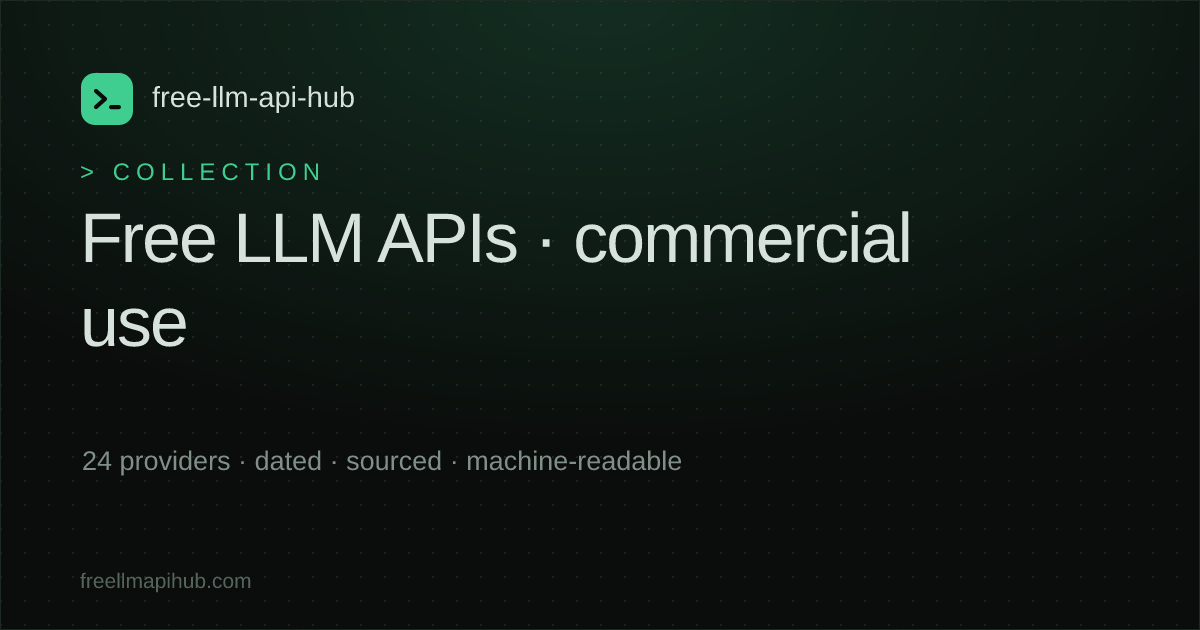 free-llm-api-hub
> COLLECTION
Free LLM APIs · commercial
use
24 providers · dated · sourced · machine-readable
freellmapihub.com